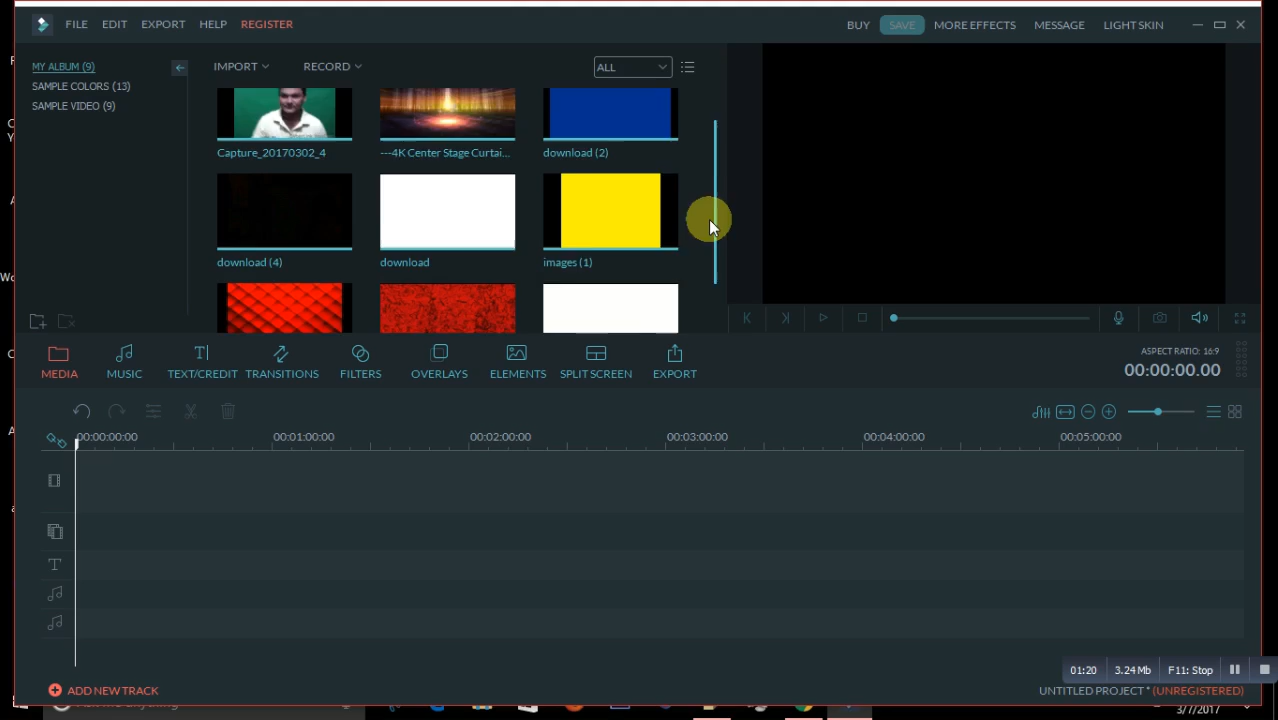 FILE EDIT EXPORT HELP REGISTER BUY SAVE MORE EFFECTS MESSAGE LIGHT SKIN
MY ALBUM (9)
SAMPLE COLORS (13)
SAMPLE VIDEO (9)
IMPORT RECORD ALL
Capture_20170302_4 ---4K Center Stage Curtai... download (2)
download (4) download images (1)
MEDIA MUSIC TEXT/CREDIT TRANSITIONS FILTERS OVERLAYS ELEMENTS SPLIT SCREEN EXPORT
ASPECT RATIO: 16:9
00:00:00.00
00:00:00:00 00:01:00:00 00:02:00:00 00:03:00:00 00:04:00:00 00:05:00:00
T
01:20 3.24 Mb F11: Stop
ADD NEW TRACK
UNTITLED PROJECT * (UNREGISTERED)
3/7/2017